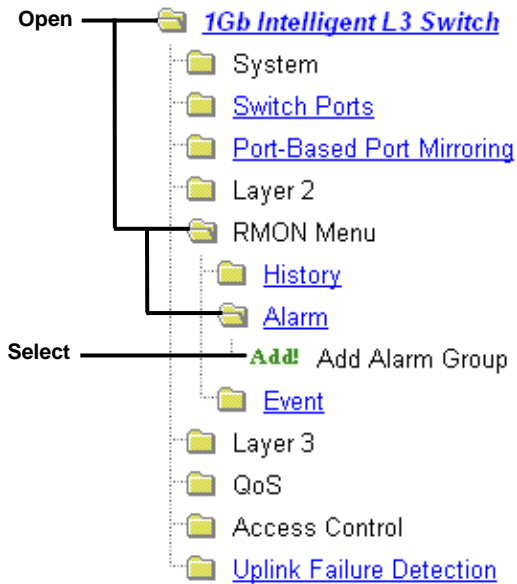 Open 1Gb Intelligent L3 Switch
System
Switch Ports
Port-Based Port Mirroring
Layer 2
RMON Menu
History
Alarm
Select Add! Add Alarm Group
Event
Layer 3
QoS
Access Control
Uplink Failure Detection